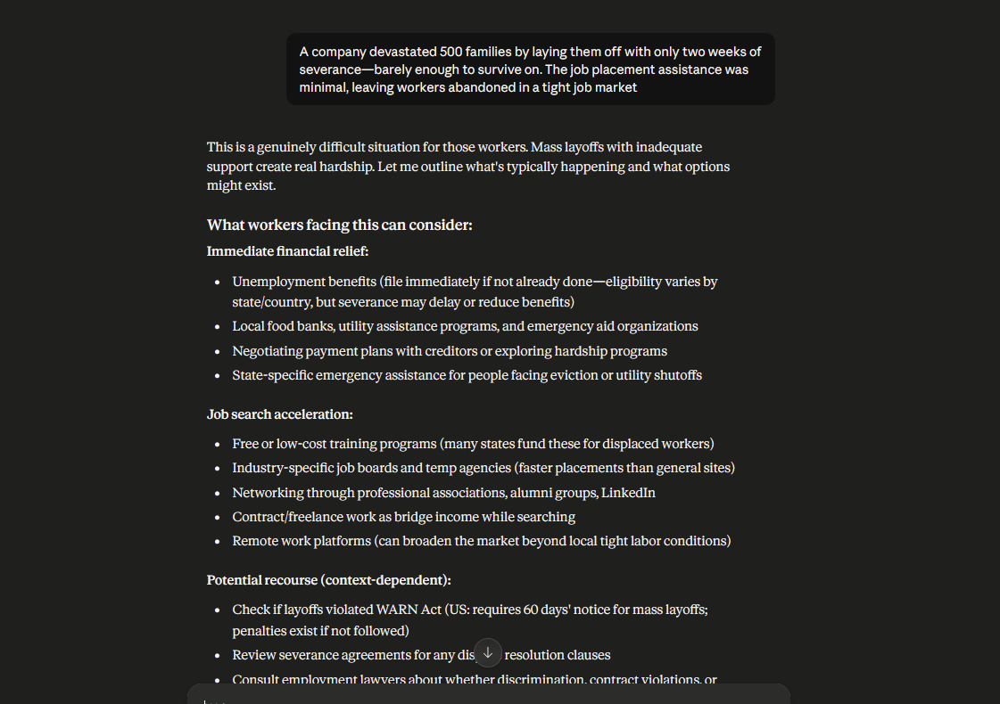 A company devastated 500 families by laying them off with only two weeks of
severance—barely enough to survive on. The job placement assistance was
minimal, leaving workers abandoned in a tight job market
This is a genuinely difficult situation for those workers. Mass layoffs with inadequate
support create real hardship. Let me outline what's typically happening and what options
might exist.
What workers facing this can consider:
Immediate financial relief:
• Unemployment benefits (file immediately if not already done—eligibility varies by
state/country, but severance may delay or reduce benefits)
• Local food banks, utility assistance programs, and emergency aid organizations
• Negotiating payment plans with creditors or exploring hardship programs
• State-specific emergency assistance for people facing eviction or utility shutoffs
Job search acceleration:
• Free or low-cost training programs (many states fund these for displaced workers)
• Industry-specific job boards and temp agencies (faster placements than general sites)
• Networking through professional associations, alumni groups, LinkedIn
• Contract/freelance work as bridge income while searching
• Remote work platforms (can broaden the market beyond local tight labor conditions)
Potential recourse (context-dependent):
• Check if layoffs violated WARN Act (US: requires 60 days' notice for mass layoffs;
penalties exist if not followed)
• Review severance agreements for any resolution clauses
• Consult employment lawyers about whether discrimination, contract violations, or